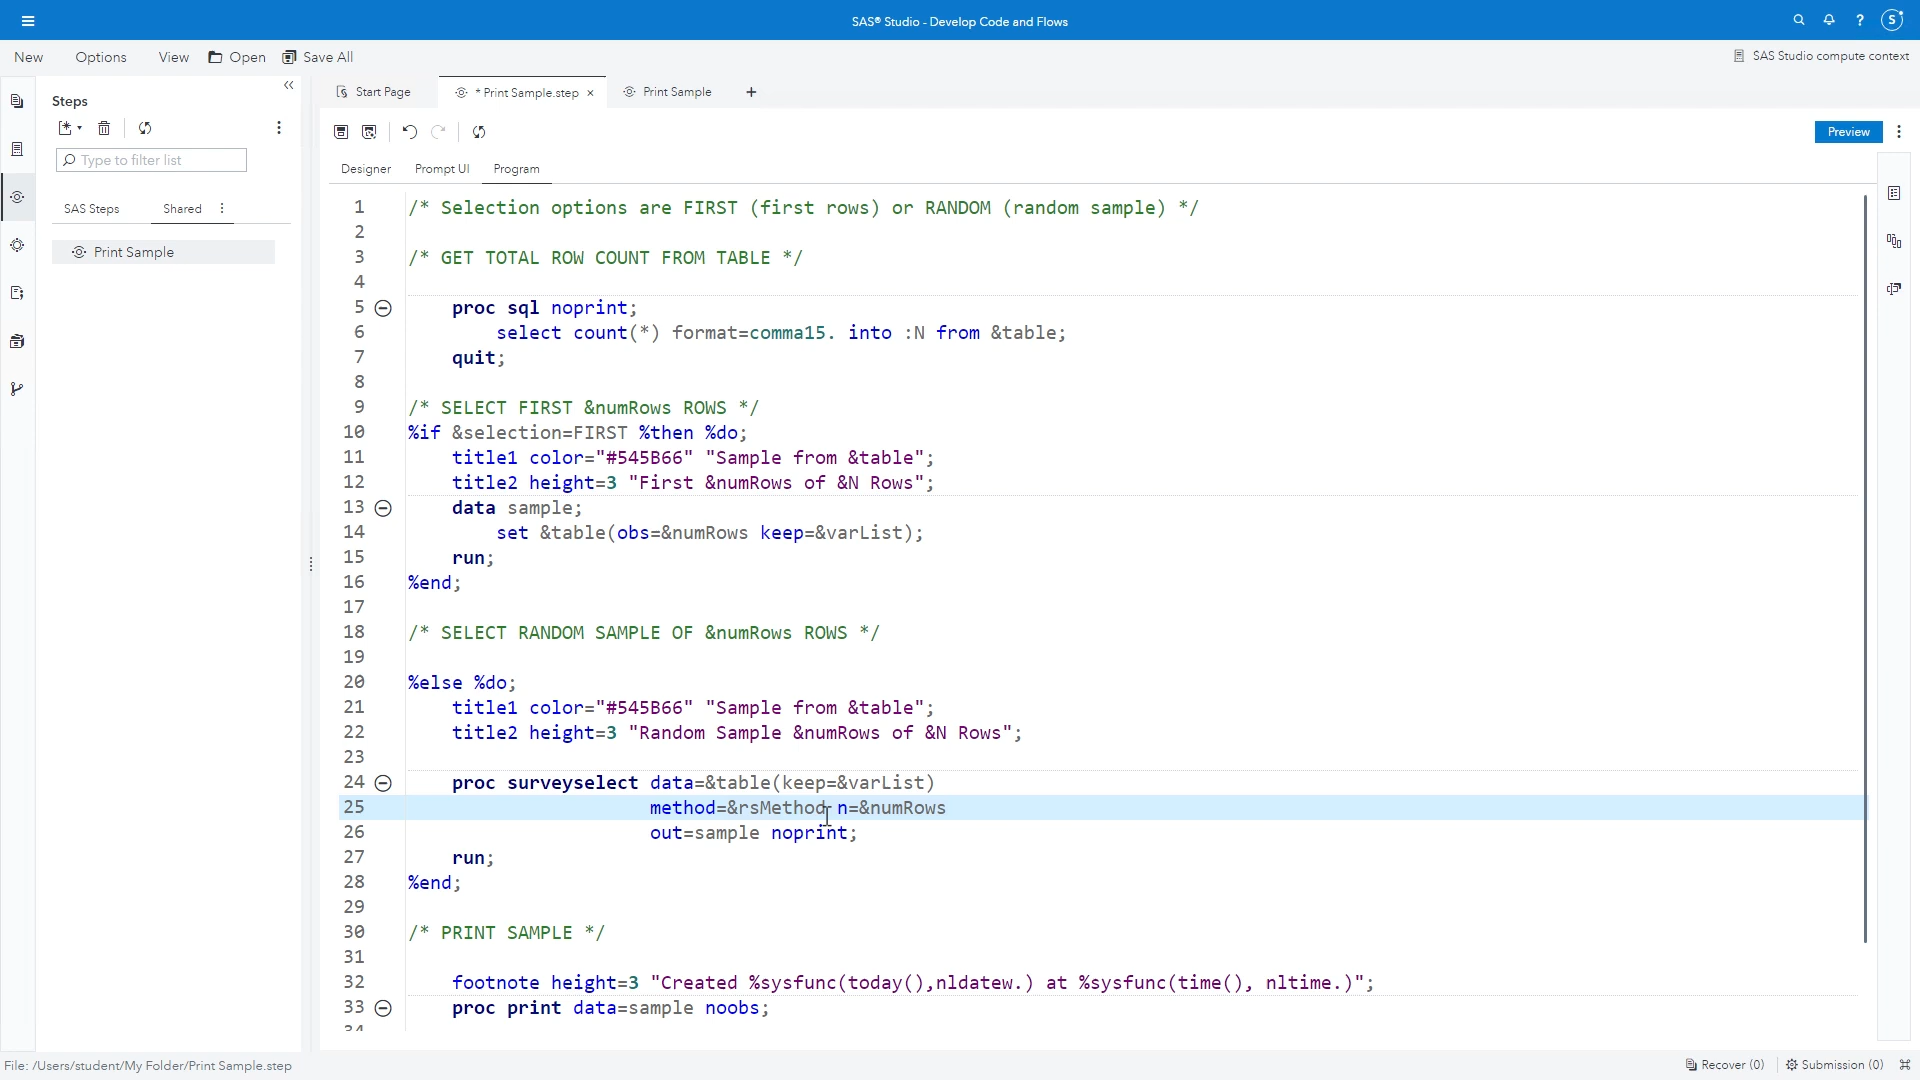 SAS® Studio - Develop Code and Flows
S
New Options View Open Save All
SAS Studio compute context
Steps
Type to filter list
SAS Steps Shared
Print Sample
Start Page * Print Sample.step × Print Sample +
Preview
Designer Prompt UI Program
1 /* Selection options are FIRST (first rows) or RANDOM (random sample) */
2
3 /* GET TOTAL ROW COUNT FROM TABLE */
4
5 proc sql noprint;
6 select count(*) format=comma15. into :N from &table;
7 quit;
8
9 /* SELECT FIRST &numRows ROWS */
10 %if &selection=FIRST %then %do;
11 title1 color="#545B66" "Sample from &table";
12 title2 height=3 "First &numRows of &N Rows";
13 data sample;
14 set &table(obs=&numRows keep=&varList);
15 run;
16 %end;
17
18 /* SELECT RANDOM SAMPLE OF &numRows ROWS */
19
20 %else %do;
21 title1 color="#545B66" "Sample from &table";
22 title2 height=3 "Random Sample &numRows of &N Rows";
23
24 proc surveyselect data=&table(keep=&varList)
25 method=&rsMethod n=&numRows
26 out=sample noprint;
27 run;
28 %end;
29
30 /* PRINT SAMPLE */
31
32 footnote height=3 "Created %sysfunc(today(),nldatew.) at %sysfunc(time(), nltime.)";
33 proc print data=sample noobs;
34
File: /Users/student/My Folder/Print Sample.step
Recover (0) Submission (0)